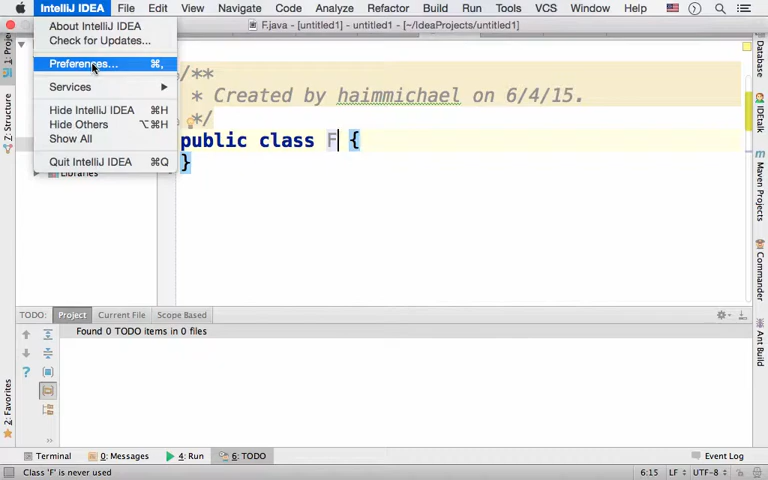 IntelliJ IDEA File Edit View Navigate Code Analyze Refactor Build Run Tools VCS Window Help
F.java - [untitled1] - untitled1 - [~/IdeaProjects/untitled1]
About IntelliJ IDEA
Check for Updates...
Preferences... ⌘,
Services
Hide IntelliJ IDEA ⌘H
Hide Others ⌥⌘H
Show All
Quit IntelliJ IDEA ⌘Q
Libraries
/**
* Created by haimmichael on 6/4/15.
*/
public class F {
}
1: Project
7: Structure
2: Favorites
Database
IDEtalk
Maven Projects
Commander
Ant Build
TODO: Project Current File Scope Based
Found 0 TODO items in 0 files
Terminal 0: Messages 4: Run 6: TODO Event Log
Class 'F' is never used 6:15 LF UTF-8